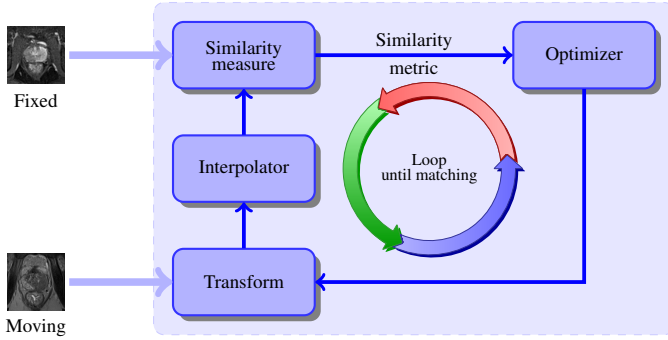 Similarity
measure
Similarity
metric
Optimizer
Fixed
Interpolator
Loop
until matching
Transform
Moving